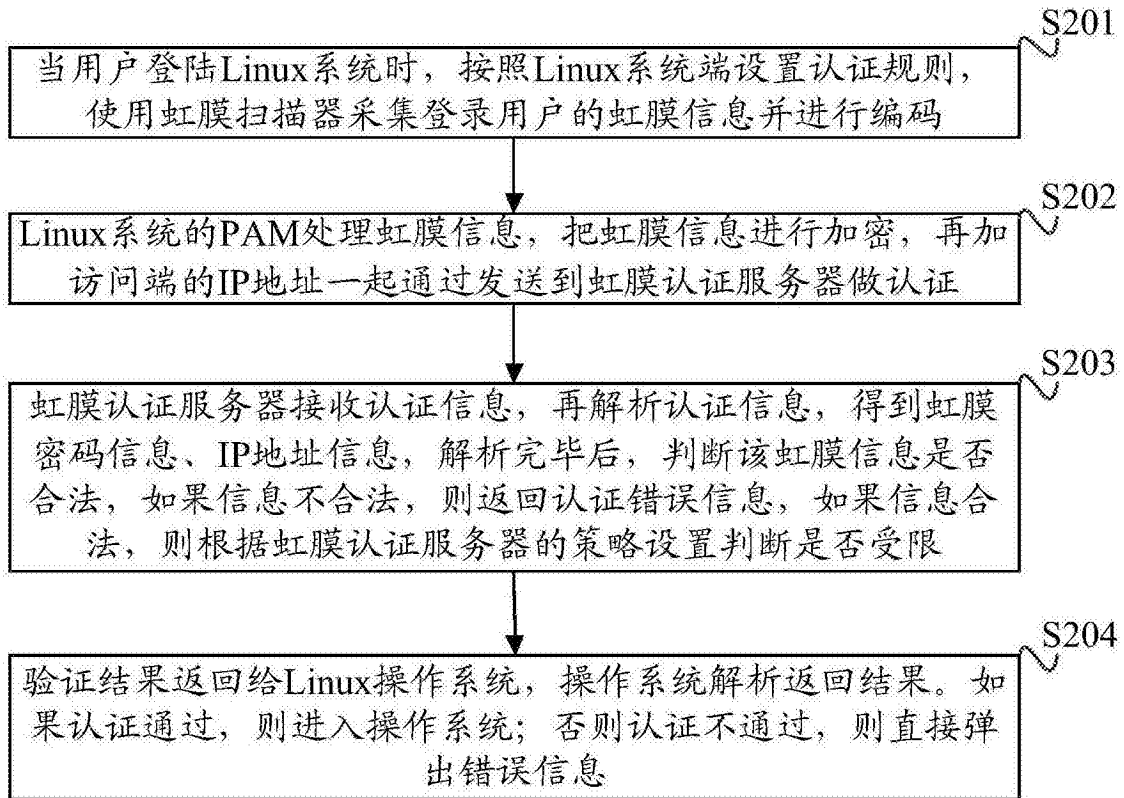 S201
当用户登陆Linux系统时，按照Linux系统端设置认证规则，
使用虹膜扫描器采集登录用户的虹膜信息并进行编码
S202
Linux系统的PAM处理虹膜信息，把虹膜信息进行加密，再加
访问端的IP地址一起通过发送到虹膜认证服务器做认证
S203
虹膜认证服务器接收认证信息，再解析认证信息，得到虹膜
密码信息、IP地址信息，解析完毕后，判断该虹膜信息是否
合法，如果信息不合法，则返回认证错误信息，如果信息合
法，则根据虹膜认证服务器的策略设置判断是否受限
S204
验证结果返回给Linux操作系统，操作系统解析返回结果。如
果认证通过，则进入操作系统；否则认证不通过，则直接弹
出错误信息